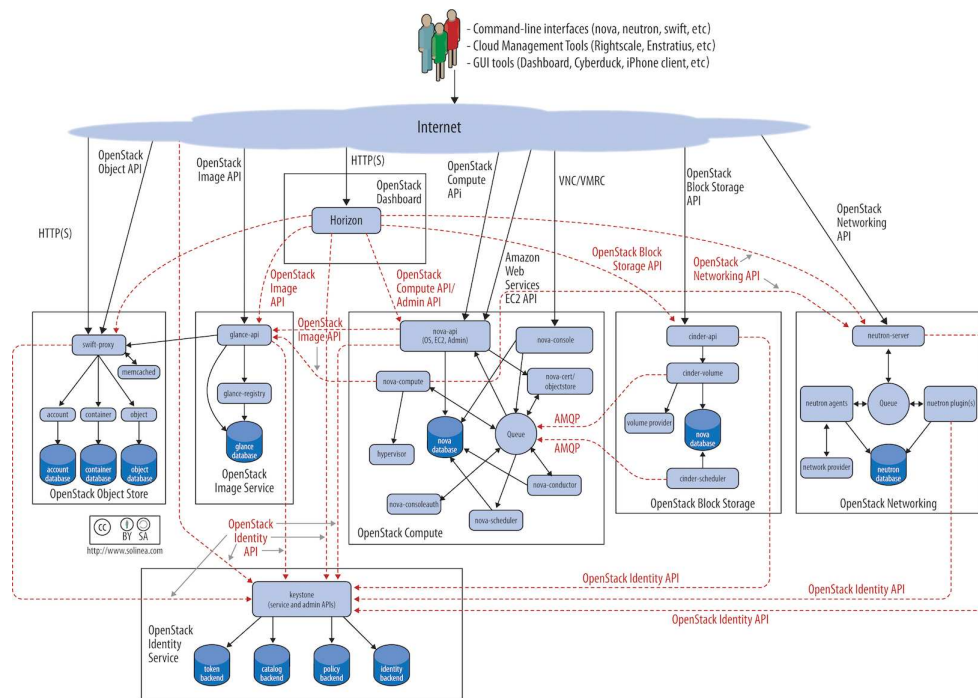 - Command-line interfaces (nova, neutron, swift, etc)
- Cloud Management Tools (Rightscale, Enstratius, etc)
- GUI tools (Dashboard, Cyberduck, iPhone client, etc)
Internet
OpenStack
Object API
OpenStack
Image API
HTTP(S)
OpenStack
Dashboard
OpenStack
Compute
APi
VNC/VMRC
OpenStack
Block Storage
API
OpenStack
Networking
API
HTTP(S)
Horizon
OpenStack
Image
API
OpenStack
Compute API/
Admin API
Amazon
Web
Services
EC2 API
OpenStack Block
Storage API
OpenStack
Networking API
swift-proxy
memcached
account
container
object
account
database
container
database
object
database
OpenStack Object Store
glance-api
glance-registry
glance
database
OpenStack
Image Service
OpenStack
Image API
nova-api
(OS, EC2, Admin)
nova-console
nova-compute
nova-cert/
objectstore
hypervisor
nova
database
Queue
nova-conductor
nova-consoleauth
nova-scheduler
OpenStack Compute
AMQP
AMQP
cinder-api
cinder-volume
volume provider
nova
database
cinder-scheduler
OpenStack Block Storage
neutron-server
neutron agents
Queue
nuetron plugin(s)
network provider
neutron
database
OpenStack Networking
cc
BY SA
http://www.solinea.com
OpenStack
Identity
API
OpenStack Identity API
OpenStack Identity API
OpenStack Identity API
keystone
(service and admin APIs)
OpenStack
Identity
Service
token
backend
catalog
backend
policy
backend
identity
backend